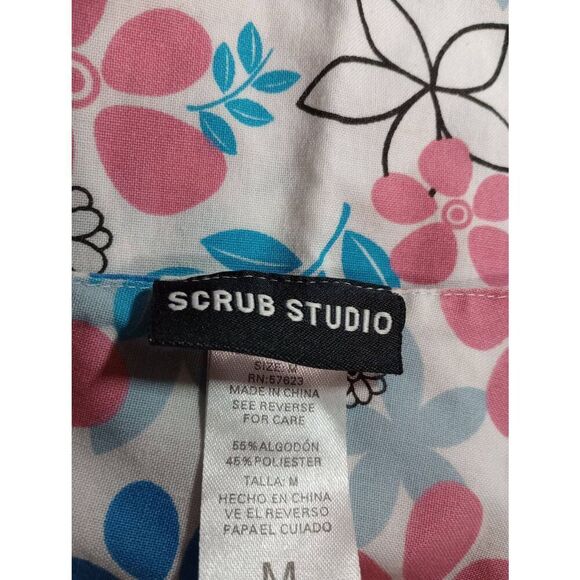 SCRUB STUDIO
SIZE: M
RN:57623
MADE IN CHINA
SEE REVERSE
FOR CARE
55% ALGODÓN
45% POLIESTER
TALLA: M
HECHO EN CHINA
VE EL REVERSO
PAPA EL CUIADO
M